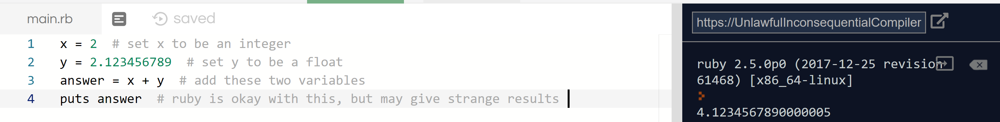 main.rb saved
1 x = 2  # set x to be an integer
2 y = 2.123456789  # set y to be a float
3 answer = x + y  # add these two variables
4 puts answer  # ruby is okay with this, but may give strange results
https://UnlawfulInconsequentialCompiler
ruby 2.5.0p0 (2017-12-25 revision
61468) [x86_64-linux]
4.1234567890000005